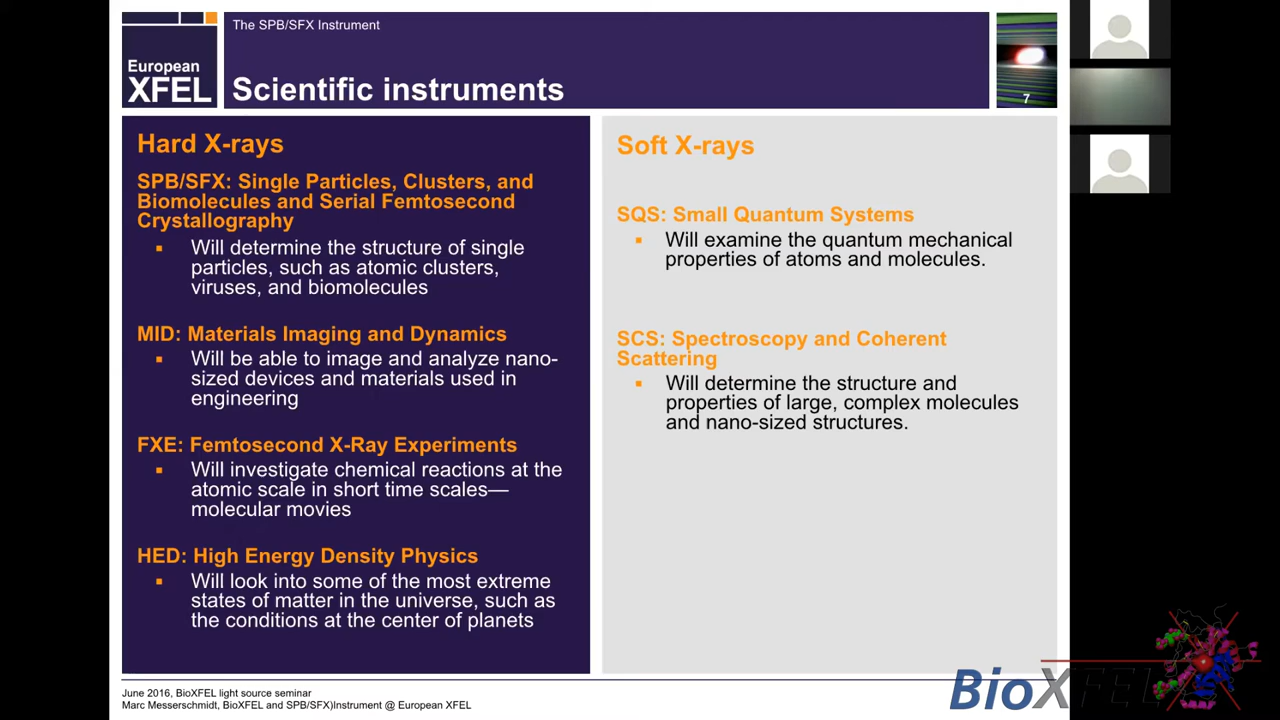 The SPB/SFX Instrument
European
XFEL
Scientific instruments
7
Hard X-rays
SPB/SFX: Single Particles, Clusters, and
Biomolecules and Serial Femtosecond
Crystallography
Will determine the structure of single
particles, such as atomic clusters,
viruses, and biomolecules
MID: Materials Imaging and Dynamics
Will be able to image and analyze nano-
sized devices and materials used in
engineering
FXE: Femtosecond X-Ray Experiments
Will investigate chemical reactions at the
atomic scale in short time scales—
molecular movies
HED: High Energy Density Physics
Will look into some of the most extreme
states of matter in the universe, such as
the conditions at the center of planets
Soft X-rays
SQS: Small Quantum Systems
Will examine the quantum mechanical
properties of atoms and molecules.
SCS: Spectroscopy and Coherent
Scattering
Will determine the structure and
properties of large, complex molecules
and nano-sized structures.
June 2016, BioXFEL light source seminar
Marc Messerschmidt, BioXFEL and SPB/SFX)Instrument @ European XFEL
BioXFEL